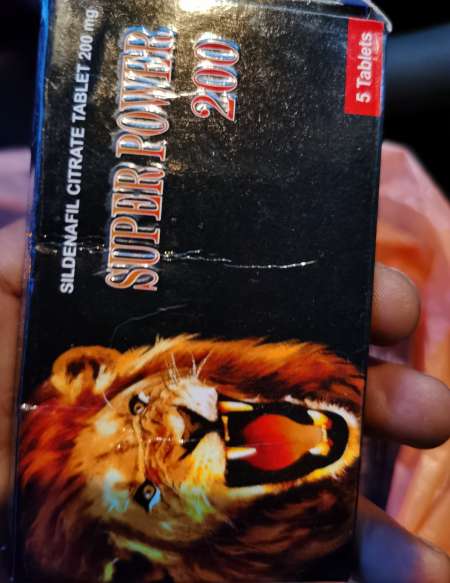 SILDENAFIL CITRATE TABLET 200 mg
SUPER POWER
200
5 Tablets